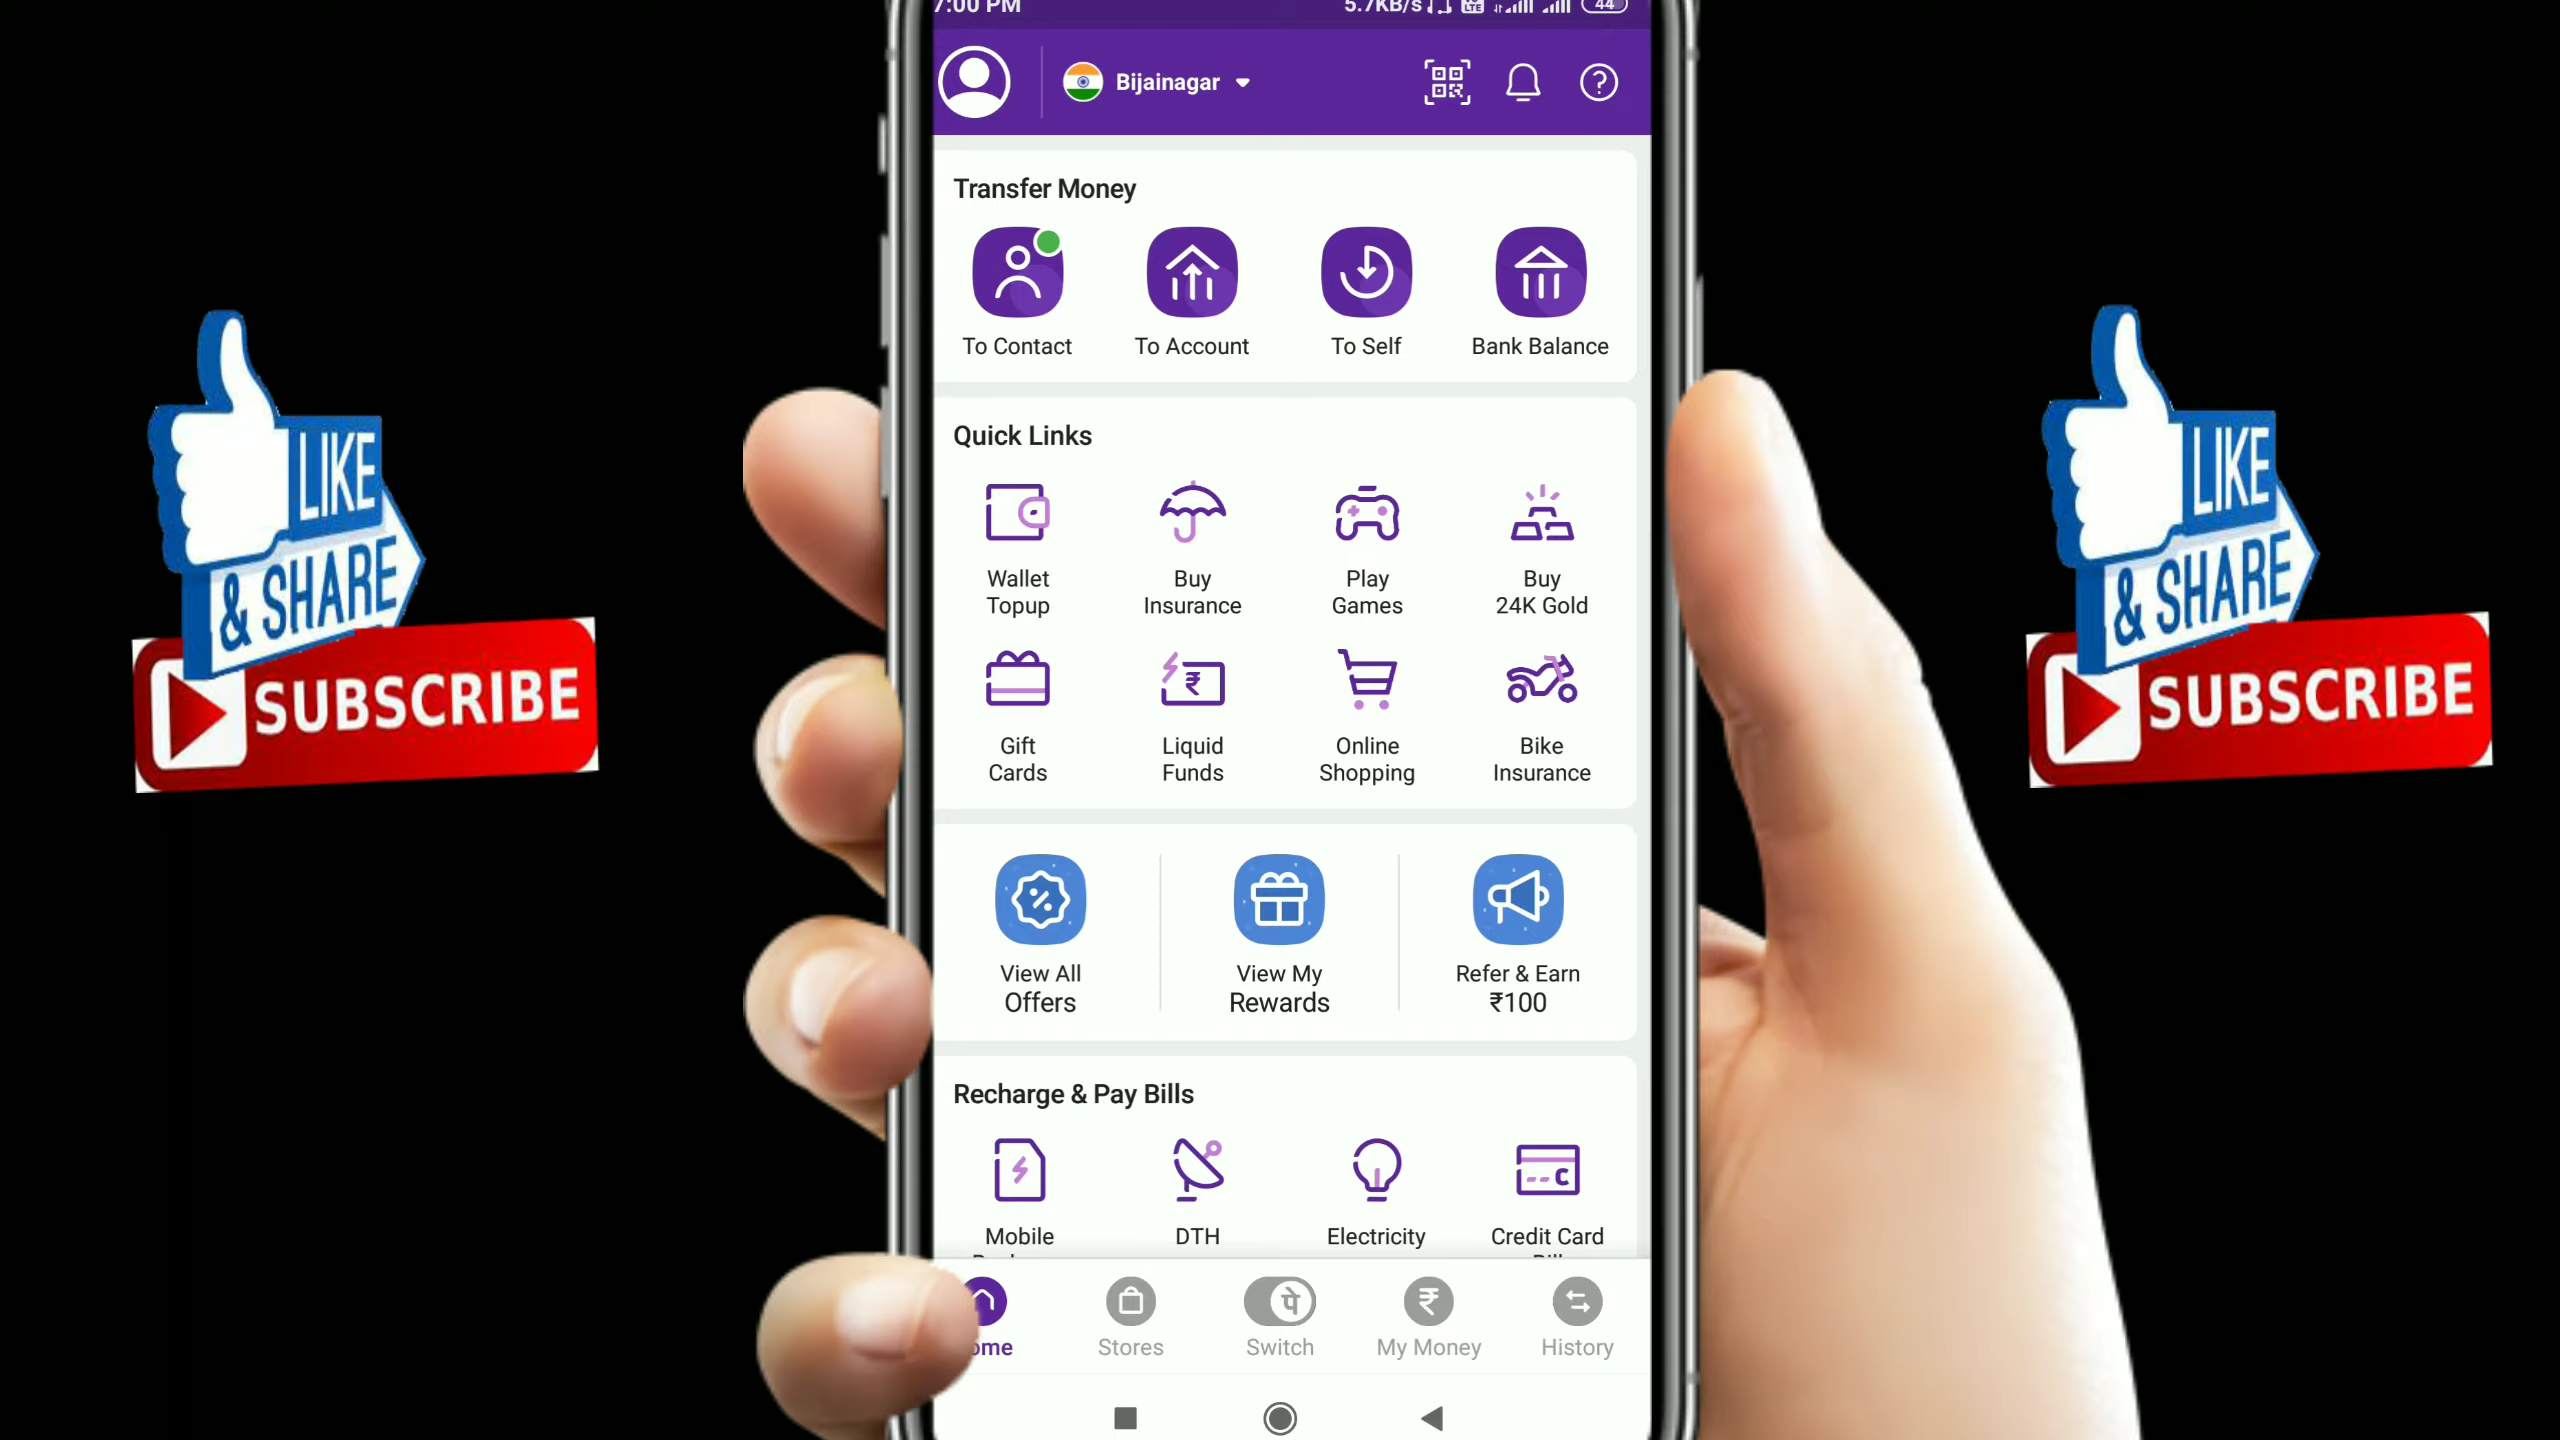 7:00 PM
5.7KB/s
44
Bijainagar
Transfer Money
To Contact
To Account
To Self
Bank Balance
Quick Links
Wallet
Topup
Buy
Insurance
Play
Games
Buy
24K Gold
Gift
Cards
Liquid
Funds
Online
Shopping
Bike
Insurance
View All
Offers
View My
Rewards
Refer & Earn
₹100
Recharge & Pay Bills
Mobile
DTH
Electricity
Credit Card
पे
₹
ome
Stores
Switch
My Money
History
LIKE
& SHARE
SUBSCRIBE
LIKE
& SHARE
SUBSCRIBE